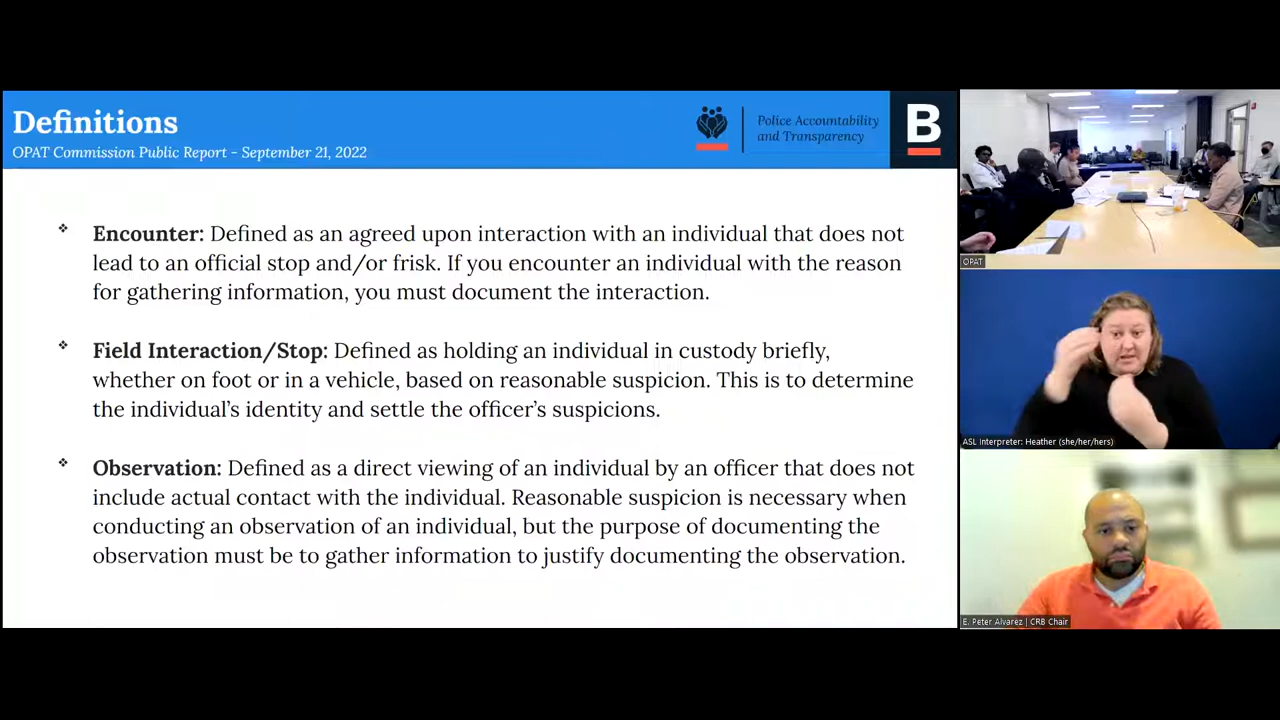 Definitions
OPAT Commission Public Report - September 21, 2022
Police Accountability
and Transparency
B
❖ Encounter: Defined as an agreed upon interaction with an individual that does not
lead to an official stop and/or frisk. If you encounter an individual with the reason
for gathering information, you must document the interaction.
❖ Field Interaction/Stop: Defined as holding an individual in custody briefly,
whether on foot or in a vehicle, based on reasonable suspicion. This is to determine
the individual’s identity and settle the officer’s suspicions.
❖ Observation: Defined as a direct viewing of an individual by an officer that does not
include actual contact with the individual. Reasonable suspicion is necessary when
conducting an observation of an individual, but the purpose of documenting the
observation must be to gather information to justify documenting the observation.
OPAT
ASL Interpreter: Heather (she/her/hers)
E. Peter Alvarez | CRB Chair